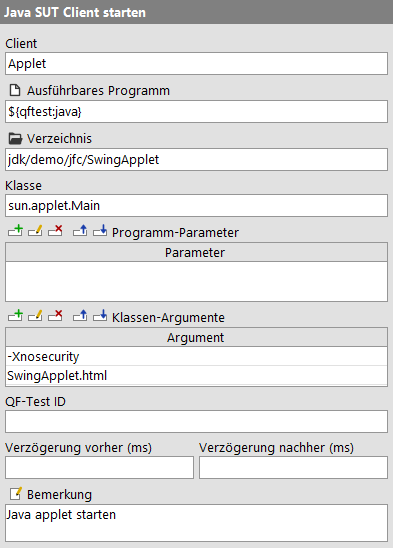 Java SUT Client starten
Client
Applet
Ausführbares Programm
${qftest:java}
Verzeichnis
jdk/demo/jfc/SwingApplet
Klasse
sun.applet.Main
Programm-Parameter
Parameter
Klassen-Argumente
Argument
-Xnosecurity
SwingApplet.html
QF-Test ID
Verzögerung vorher (ms) Verzögerung nachher (ms)
Bemerkung
Java applet starten